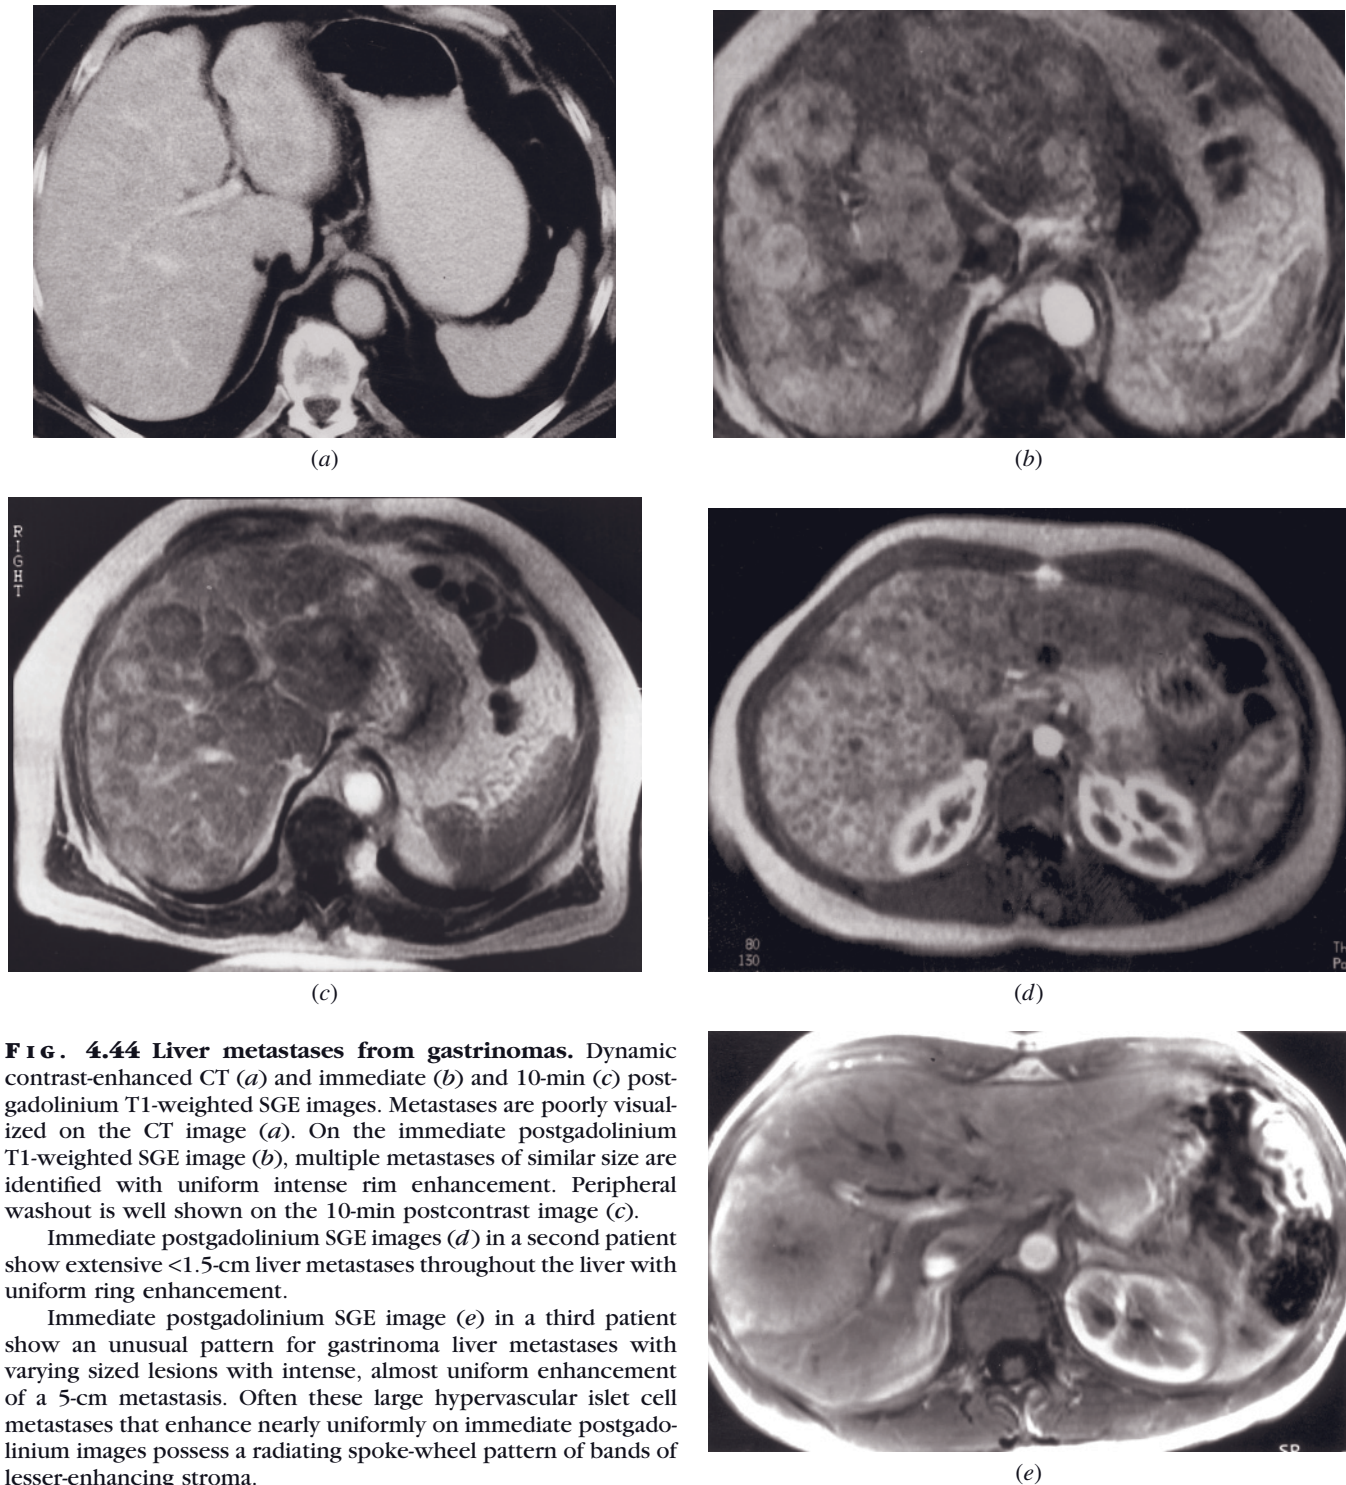 (a)
(b)
R
I
G
H
T
80
130
TH
Po
(c)
(d)
FIG. 4.44 Liver metastases from gastrinomas. Dynamic
contrast-enhanced CT (a) and immediate (b) and 10-min (c) post-
gadolinium T1-weighted SGE images. Metastases are poorly visual-
ized on the CT image (a). On the immediate postgadolinium
T1-weighted SGE image (b), multiple metastases of similar size are
identified with uniform intense rim enhancement. Peripheral
washout is well shown on the 10-min postcontrast image (c).
Immediate postgadolinium SGE images (d) in a second patient
show extensive <1.5-cm liver metastases throughout the liver with
uniform ring enhancement.
Immediate postgadolinium SGE image (e) in a third patient
show an unusual pattern for gastrinoma liver metastases with
varying sized lesions with intense, almost uniform enhancement
of a 5-cm metastasis. Often these large hypervascular islet cell
metastases that enhance nearly uniformly on immediate postgado-
linium images possess a radiating spoke-wheel pattern of bands of
lesser-enhancing stroma.
SP
(e)